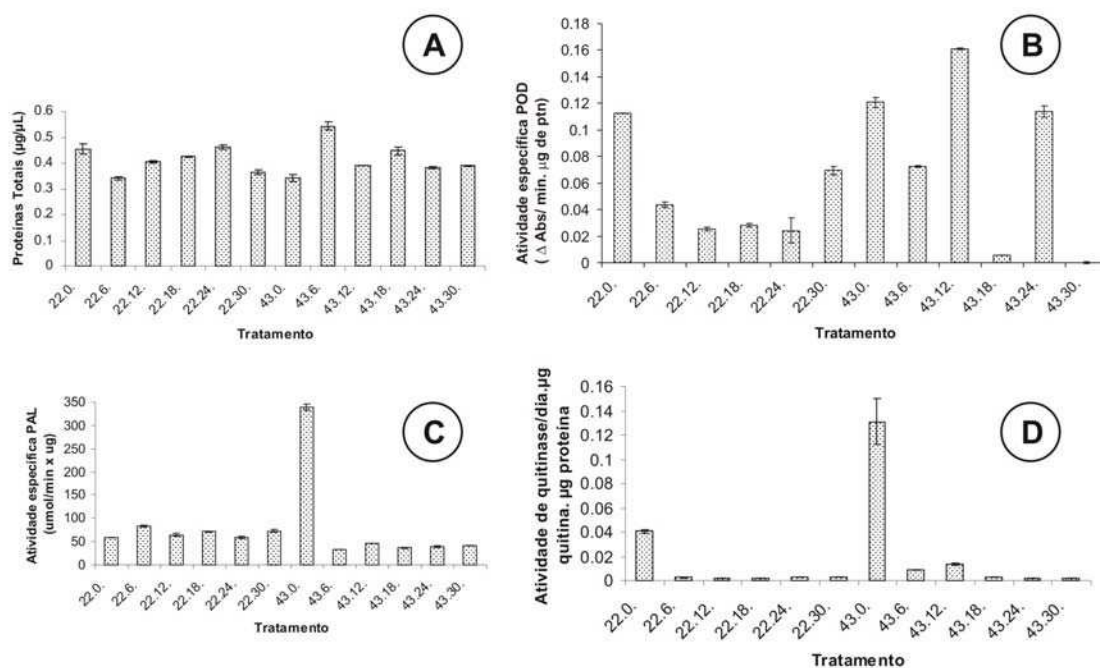 A
Proteinas Totais (µg/µL)
0.6
0.5
0.4
0.3
0.2
0.1
0
22.0. 22.6. 22.12. 22.18. 22.24. 22.30. 43.0. 43.6. 43.12. 43.18. 43.24. 43.30.
Tratamento
B
Atividade específica POD
( Δ Abs/ min. µg de ptn)
0.18
0.16
0.14
0.12
0.1
0.08
0.06
0.04
0.02
0
22.0. 22.6. 22.12. 22.18. 22.24. 22.30. 43.0. 43.6. 43.12. 43.18. 43.24. 43.30.
Tratamento
C
Atividade especifica PAL
(umol/min x ug)
350
300
250
200
150
100
50
0
22.0. 22.6. 22.12. 22.18. 22.24. 22.30. 43.0. 43.6. 43.12. 43.18. 43.24. 43.30.
Tratamento
D
Atividade de quitinase/dia.µg
quitina. µg proteína
0.16
0.14
0.12
0.1
0.08
0.06
0.04
0.02
0
22.0. 22.6. 22.12. 22.18. 22.24. 22.30. 43.0. 43.6. 43.12. 43.18. 43.24. 43.30.
Tratamento